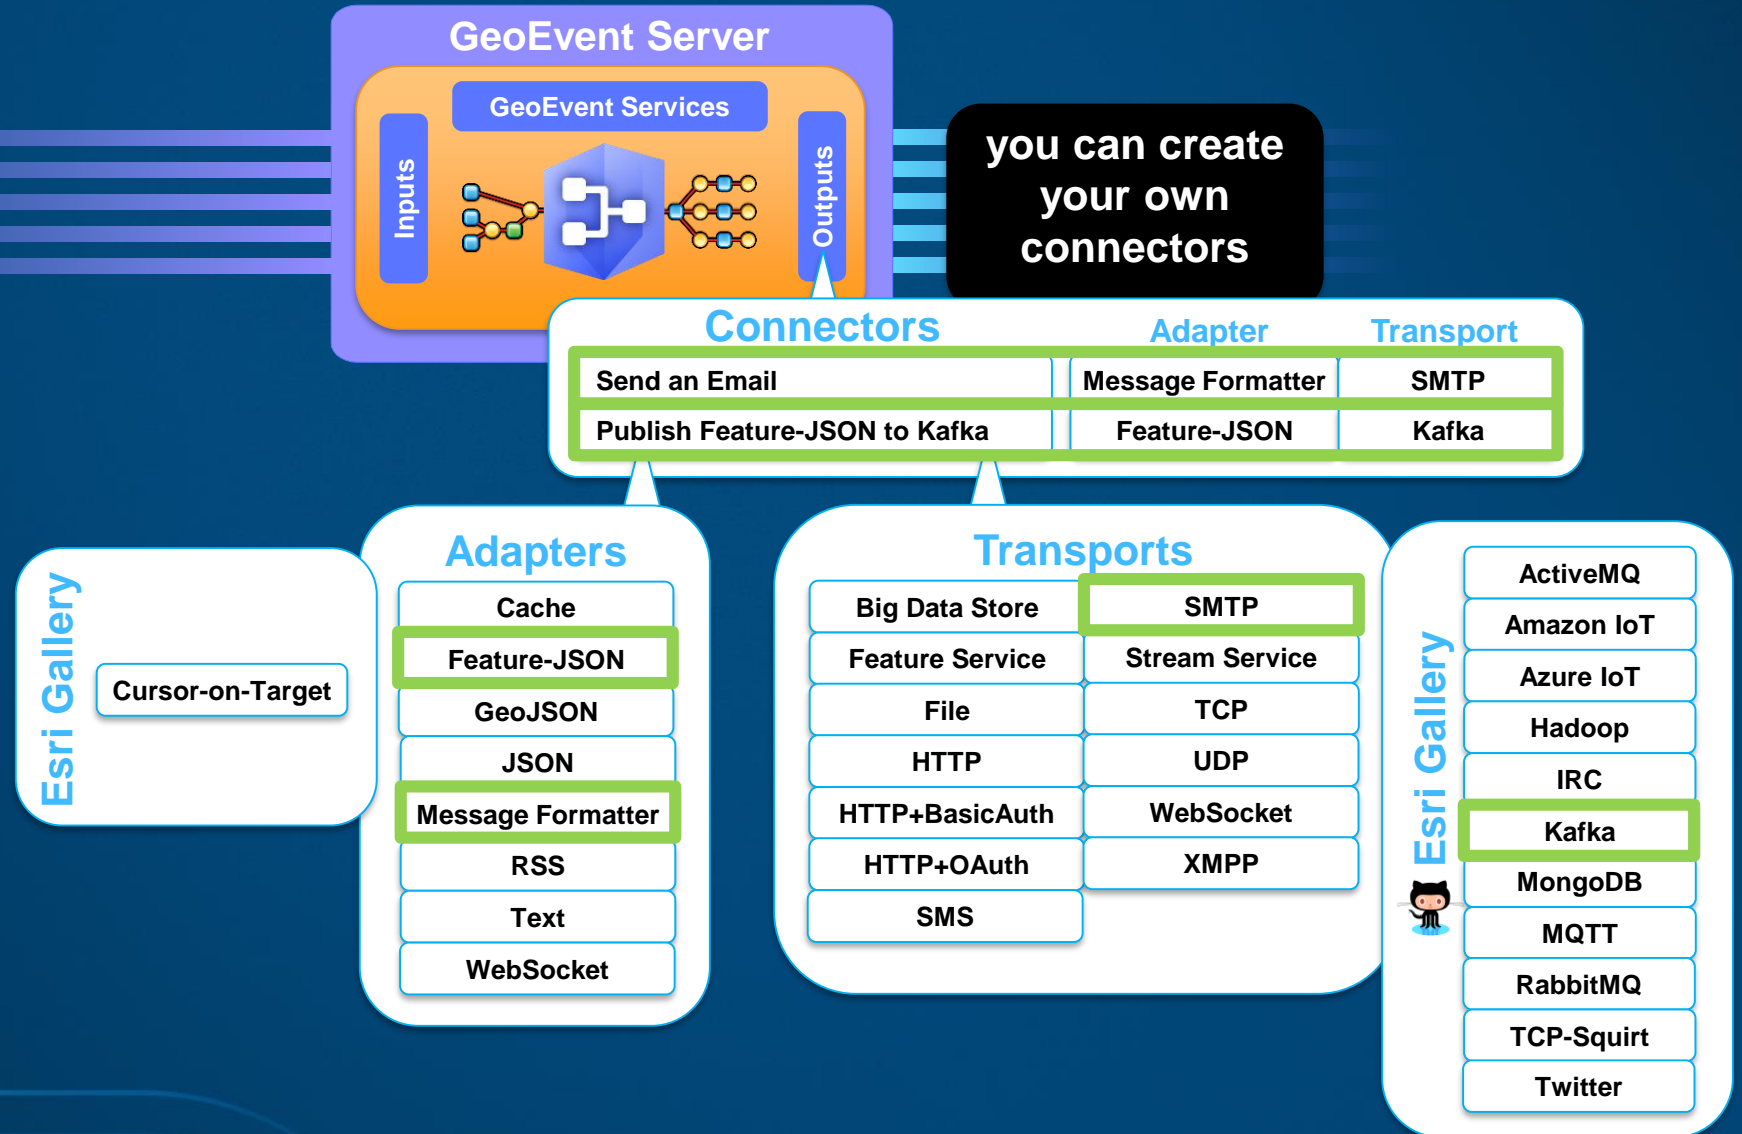 GeoEvent Server
GeoEvent Services
Inputs
Outputs
you can create
your own
connectors
Connectors
Adapter
Transport
Send an Email
Message Formatter
SMTP
Publish Feature-JSON to Kafka
Feature-JSON
Kafka
Esri Gallery
Cursor-on-Target
Adapters
Cache
Feature-JSON
GeoJSON
JSON
Message Formatter
RSS
Text
WebSocket
Transports
Big Data Store
Feature Service
File
HTTP
HTTP+BasicAuth
HTTP+OAuth
SMS
SMTP
Stream Service
TCP
UDP
WebSocket
XMPP
Esri Gallery
ActiveMQ
Amazon IoT
Azure IoT
Hadoop
IRC
Kafka
MongoDB
MQTT
RabbitMQ
TCP-Squirt
Twitter